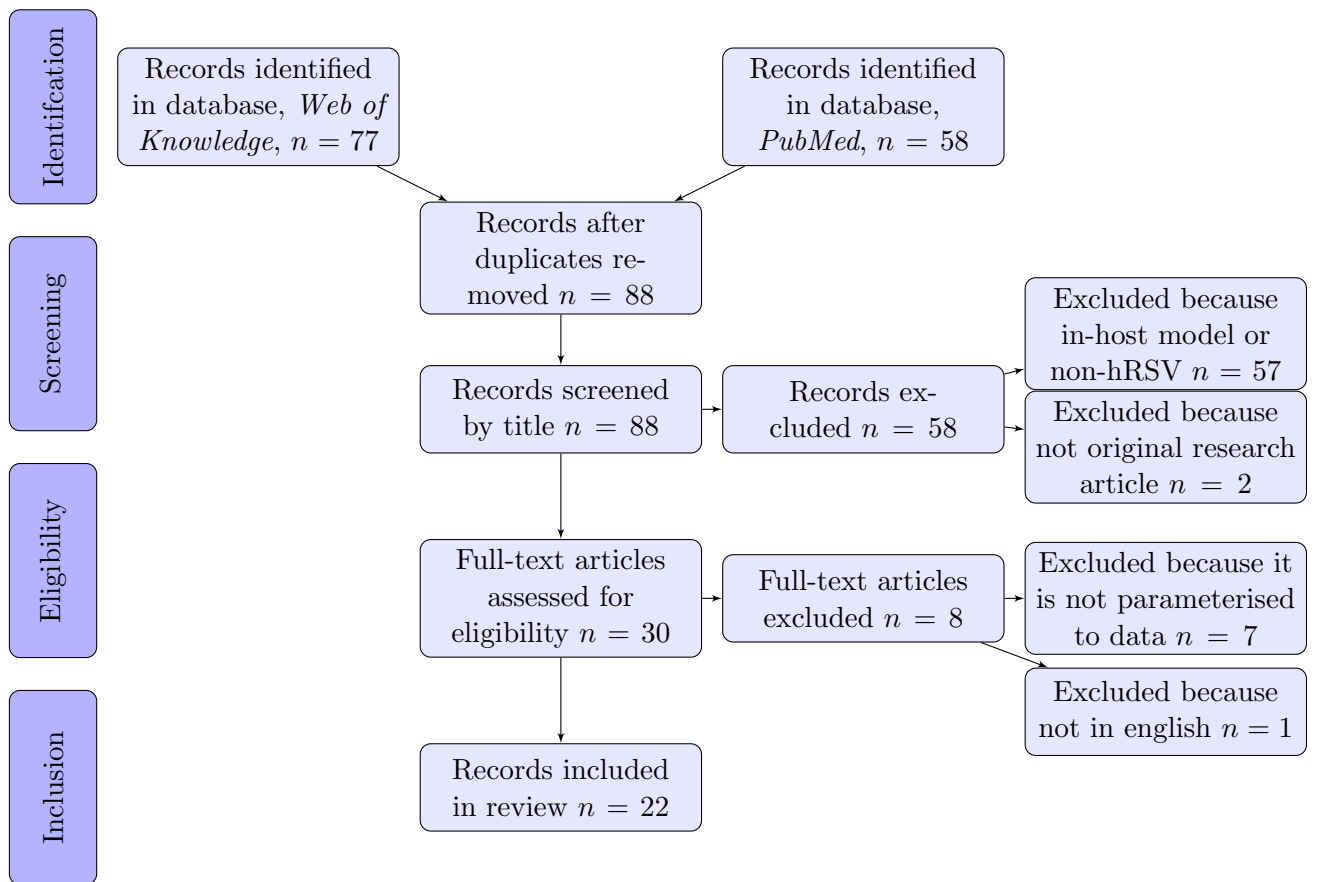 Identifcation
Records identified
in database, Web of
Knowledge, n = 77
Records identified
in database,
PubMed, n = 58
Records after
duplicates re-
moved n = 88
Screening
Records screened
by title n = 88
Records ex-
cluded n = 58
Excluded because
in-host model or
non-hRSV n = 57
Excluded because
not original research
article n = 2
Eligibility
Full-text articles
assessed for
eligibility n = 30
Full-text articles
excluded n = 8
Excluded because it
is not parameterised
to data n = 7
Excluded because
not in english n = 1
Inclusion
Records included
in review n = 22